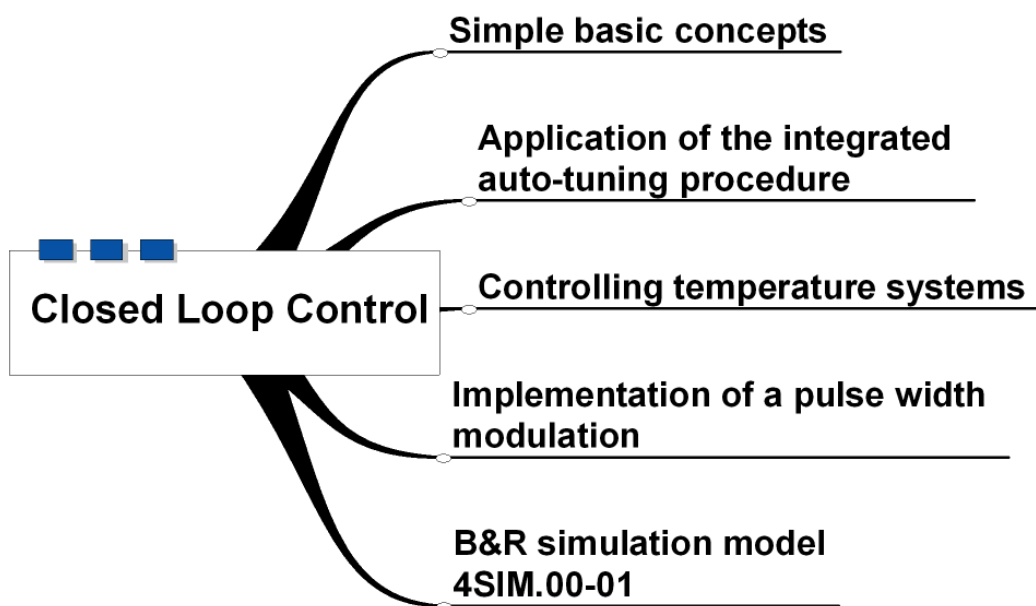 Simple basic concepts
Application of the integrated
auto-tuning procedure
Closed Loop Control
Controlling temperature systems
Implementation of a pulse width
modulation
B&R simulation model
4SIM.00-01